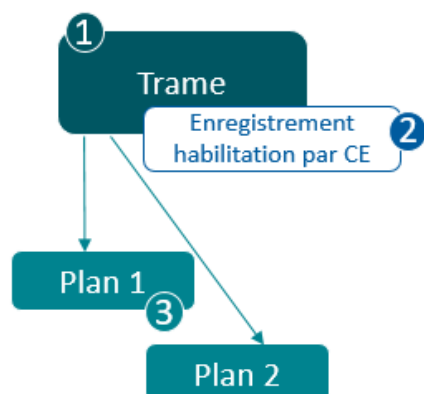 1
Trame
Enregistrement
habilitation par CE
2
Plan 1
3
Plan 2